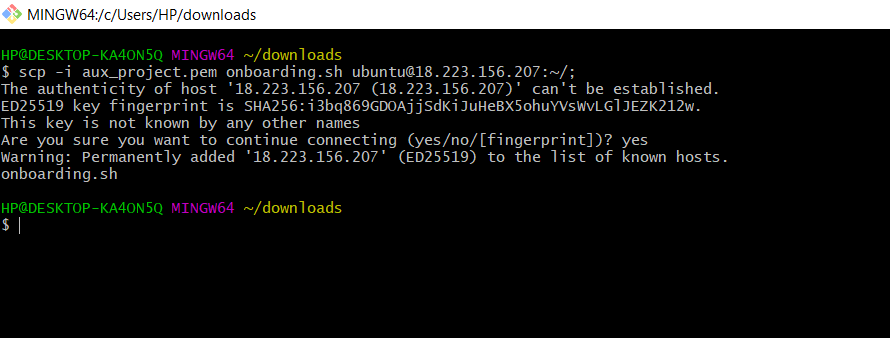 MINGW64:/c/Users/HP/downloads
HP@DESKTOP-KA4ON5Q MINGW64 ~/downloads
$ scp -i aux_project.pem onboarding.sh ubuntu@18.223.156.207:~/;
The authenticity of host '18.223.156.207 (18.223.156.207)' can't be established.
ED25519 key fingerprint is SHA256:i3bq869GDOAjjSdKiJuHeBX5ohuYVsWvLGlJEZK212w.
This key is not known by any other names
Are you sure you want to continue connecting (yes/no/[fingerprint])? yes
Warning: Permanently added '18.223.156.207' (ED25519) to the list of known hosts.
onboarding.sh
HP@DESKTOP-KA4ON5Q MINGW64 ~/downloads
$